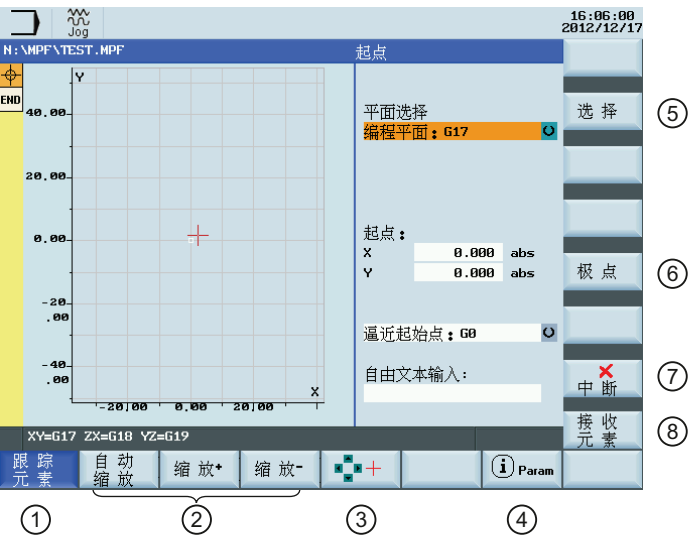 Jog
16:06:00
2012/12/17
N:\MPF\TEST.MPF
起点
END
Y
40.00
20.00
0.00
-20
.00
-40
.00
X
-20.00
0.00
20.00
平面选择
编程平面:G17
起点:
X 0.000 abs
Y 0.000 abs
逼近起始点:G0
自由文本输入:
选 择
极 点
中 断
接 收
元 素
XY=G17 ZX=G18 YZ=G19
跟 踪
元 素
自 动
缩 放
缩 放+
缩 放-
i Param
5
6
7
8
1
2
3
4